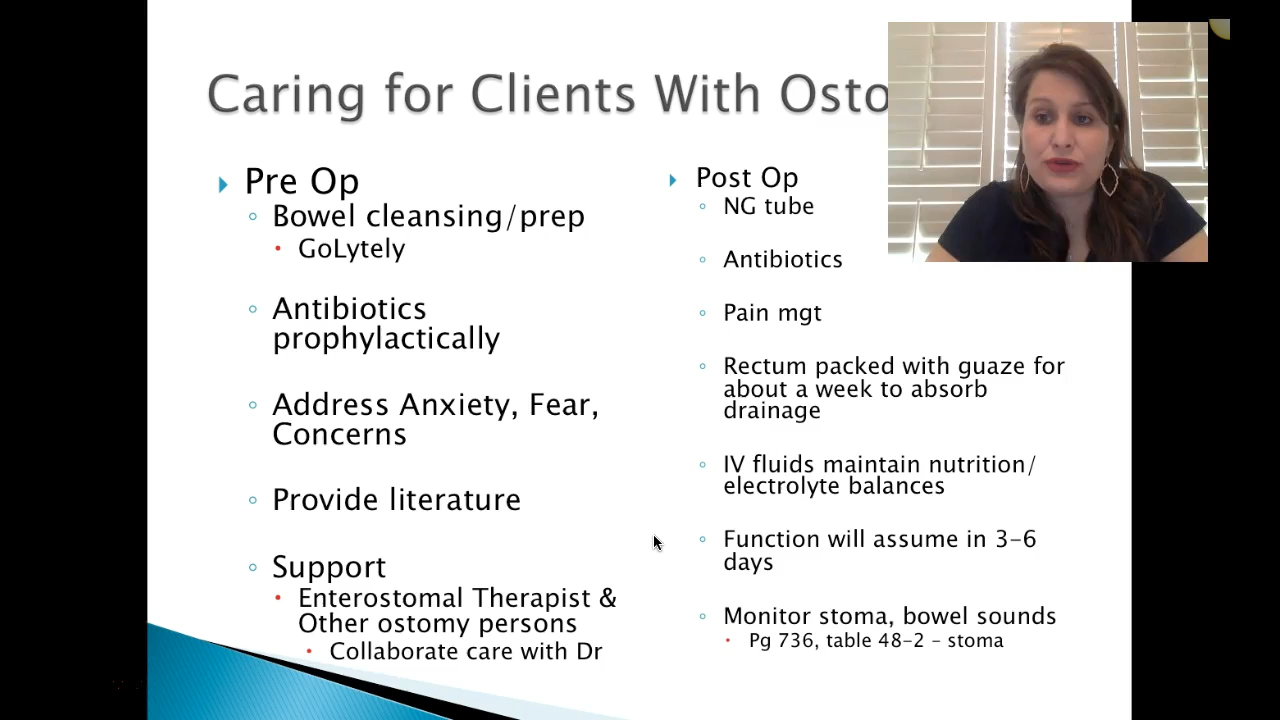 Caring for Clients With Osto
Pre Op
Bowel cleansing/prep
GoLytely
Antibiotics
prophylactically
Address Anxiety, Fear,
Concerns
Provide literature
Support
Enterostomal Therapist &
Other ostomy persons
Collaborate care with Dr
Post Op
NG tube
Antibiotics
Pain mgt
Rectum packed with guaze for
about a week to absorb
drainage
IV fluids maintain nutrition/
electrolyte balances
Function will assume in 3-6
days
Monitor stoma, bowel sounds
Pg 736, table 48-2 – stoma